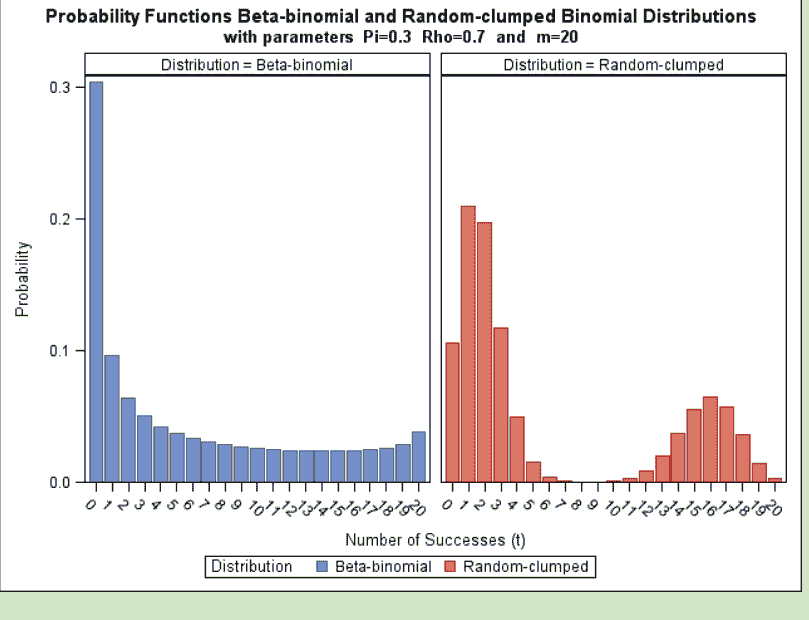 Probability Functions Beta-binomial and Random-clumped Binomial Distributions
with parameters Pi=0.3 Rho=0.7 and m=20
Distribution = Beta-binomial
Distribution = Random-clumped
0.3
0.2
0.1
0.0
Probability
0 1 2 3 4 5 6 7 8 9 10 11 12 13 14 15 16 17 18 19 20
0 1 2 3 4 5 6 7 8 9 10 11 12 13 14 15 16 17 18 19 20
Number of Successes (t)
Distribution Beta-binomial Random-clumped